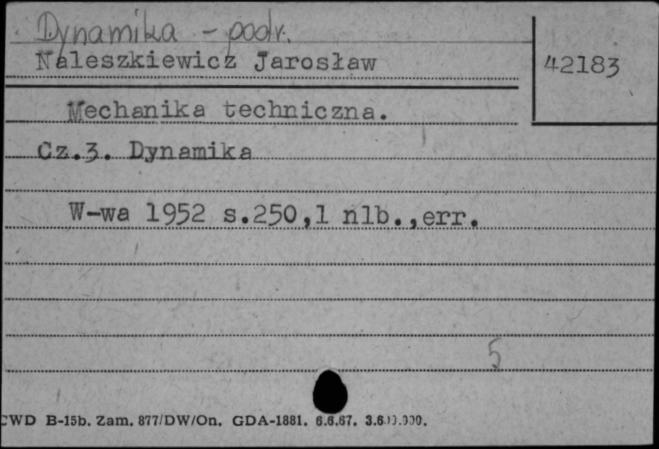 Dynamika - podr.
Naleszkiewicz Jarosław
42183
Mechanika techniczna.
Cz.3. Dynamika
W-wa 1952 s.250,1 nlb.,err.
5
CWD B-15b. Zam. 877/DW/On. GDA-1881. 6.6.67.